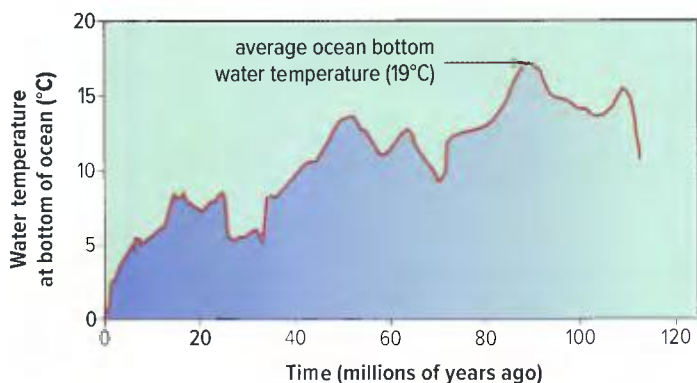 20
15
10
5
0
Water temperature
at bottom of ocean (°C)
average ocean bottom
water temperature (19°C)
0 20 40 60 80 100 120
Time (millions of years ago)